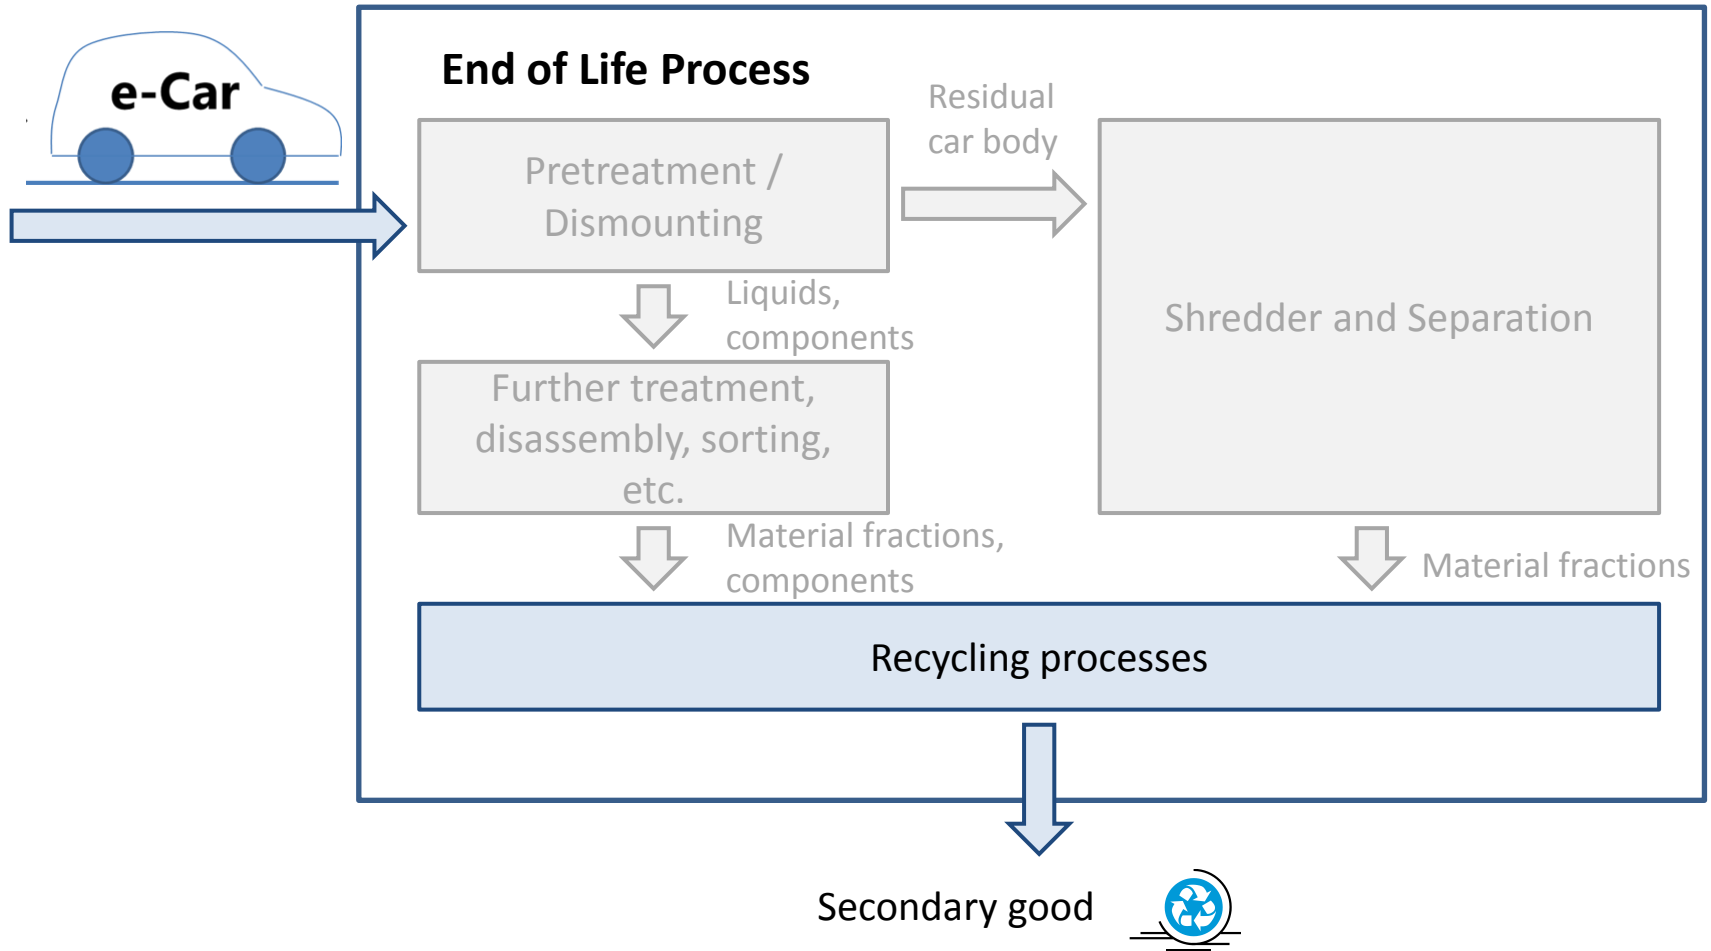 e-Car
End of Life Process
Pretreatment /
Dismounting
Residual
car body
Shredder and Separation
Liquids,
components
Further treatment,
disassembly, sorting,
etc.
Material fractions,
components
Material fractions
Recycling processes
Secondary good